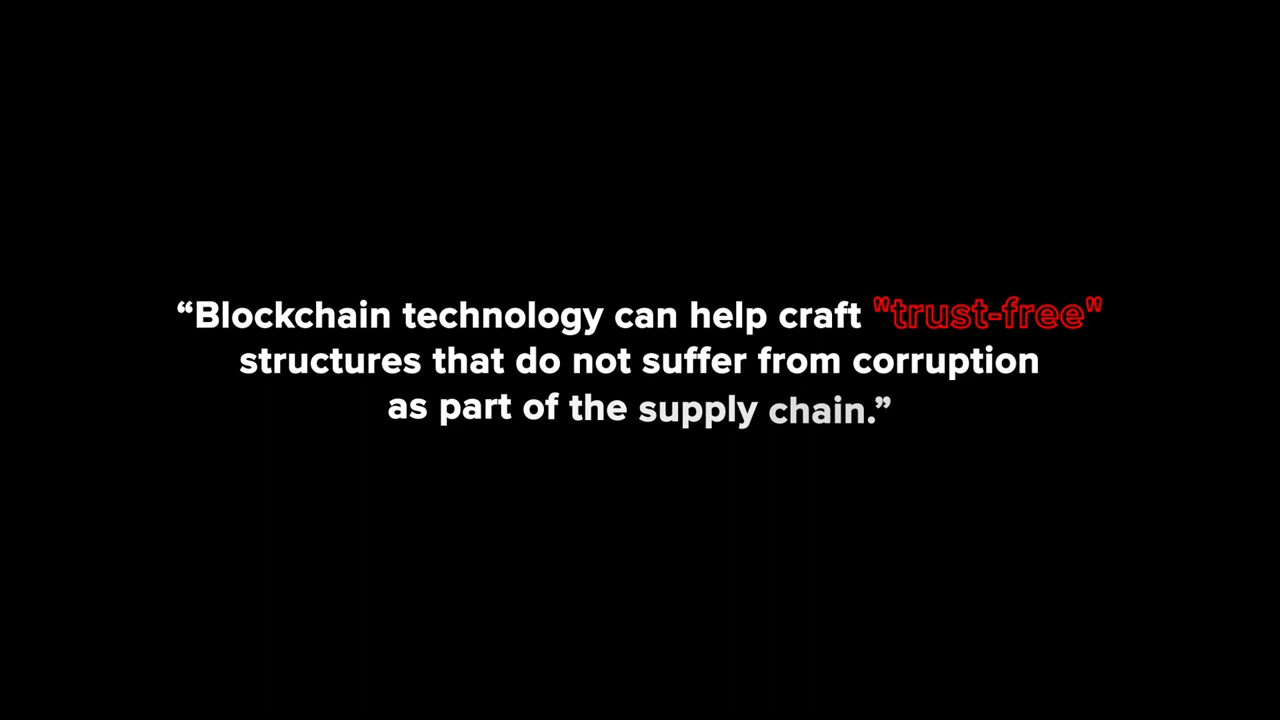 “Blockchain technology can help craft "trust-free"
structures that do not suffer from corruption
as part of the supply chain.”